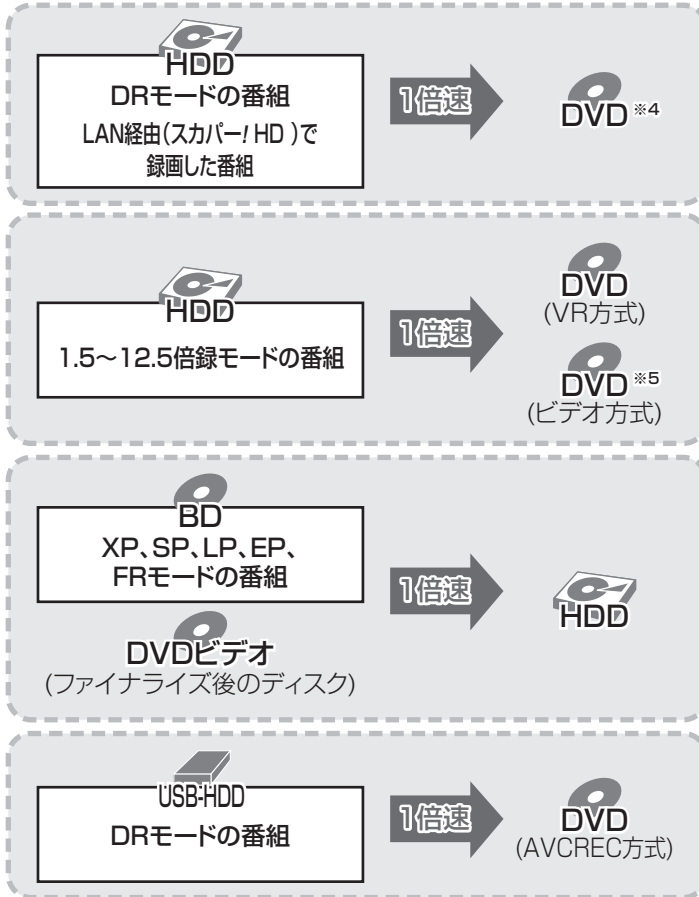 HDD
DRモードの番組
LAN経由(スカパー!HD)で
録画した番組
1倍速
DVD※4
HDD
1.5～12.5倍録モードの番組
1倍速
DVD
(VR方式)
DVD※5
(ビデオ方式)
BD
XP、SP、LP、EP、
FRモードの番組
DVDビデオ
(ファイナライズ後のディスク)
1倍速
HDD
USB-HDD
DRモードの番組
1倍速
DVD
(AVCREC方式)